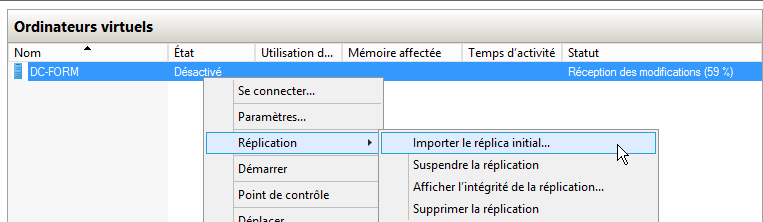 Ordinateurs virtuels
Nom État Utilisation d... Mémoire affectée Temps d'activité Statut
DC-FORM Désactivé Réception des modifications (59 %)
Se connecter...
Paramètres...
Réplication Importer le réplica initial...
Suspendre la réplication
Démarrer
Afficher l'intégrité de la réplication...
Point de contrôle
Supprimer la réplication
Déplacer